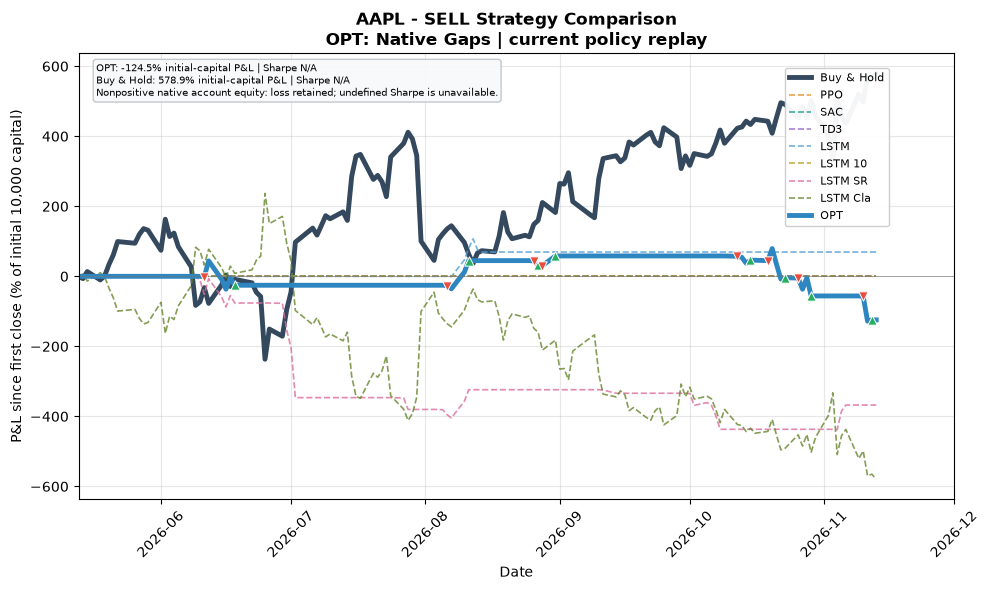 AAPL - SELL Strategy Comparison
OPT: Native Gaps | current policy replay
OPT: -124.5% initial-capital P&L | Sharpe N/A
Buy & Hold: 578.9% initial-capital P&L | Sharpe N/A
Nonpositive native account equity: loss retained; undefined Sharpe is unavailable.
Buy & Hold
PPO
SAC
TD3
LSTM
LSTM 10
LSTM SR
LSTM Cla
OPT
P&L since first close (% of initial 10,000 capital)
600
400
200
0
−200
−400
−600
2026-06
2026-07
2026-08
2026-09
2026-10
2026-11
2026-12
Date